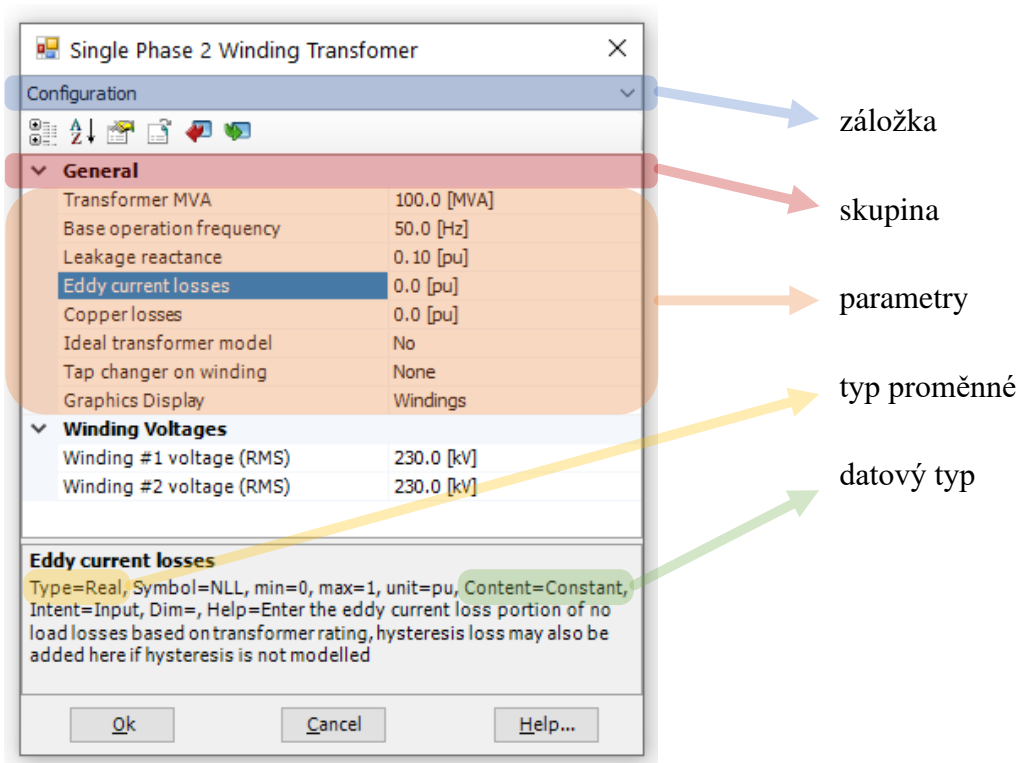 Single Phase 2 Winding Transfomer
Configuration
General
Transformer MVA 100.0 [MVA]
Base operation frequency 50.0 [Hz]
Leakage reactance 0.10 [pu]
Eddy current losses 0.0 [pu]
Copper losses 0.0 [pu]
Ideal transformer model No
Tap changer on winding None
Graphics Display Windings
Winding Voltages
Winding #1 voltage (RMS) 230.0 [kV]
Winding #2 voltage (RMS) 230.0 [kV]
Eddy current losses
Type=Real, Symbol=NLL, min=0, max=1, unit=pu, Content=Constant,
Intent=Input, Dim=, Help=Enter the eddy current loss portion of no
load losses based on transformer rating, hysteresis loss may also be
added here if hysteresis is not modelled
Ok Cancel Help...
záložka
skupina
parametry
typ proměnné
datový typ